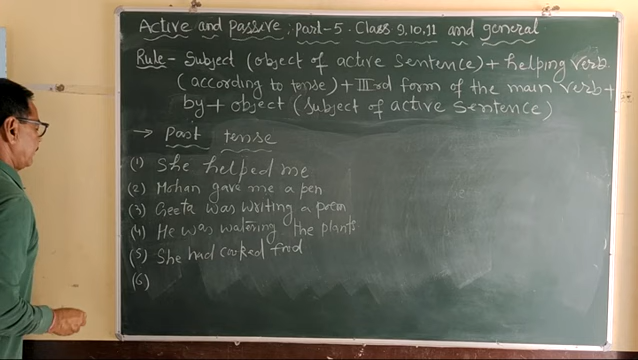 Active and passive; Part-5. Class 9,10,11 and general
Rule - Subject (object of active Sentence) + helping verb
(according to tense) + IIIrd form of the main verb +
by + object (subject of active sentence)
→ Past tense
(1) She helped me
(2) Mohan gave me a pen
(3) Geeta was writing a poem
(4) He was watering the plants
(5) She had cooked food
(6)